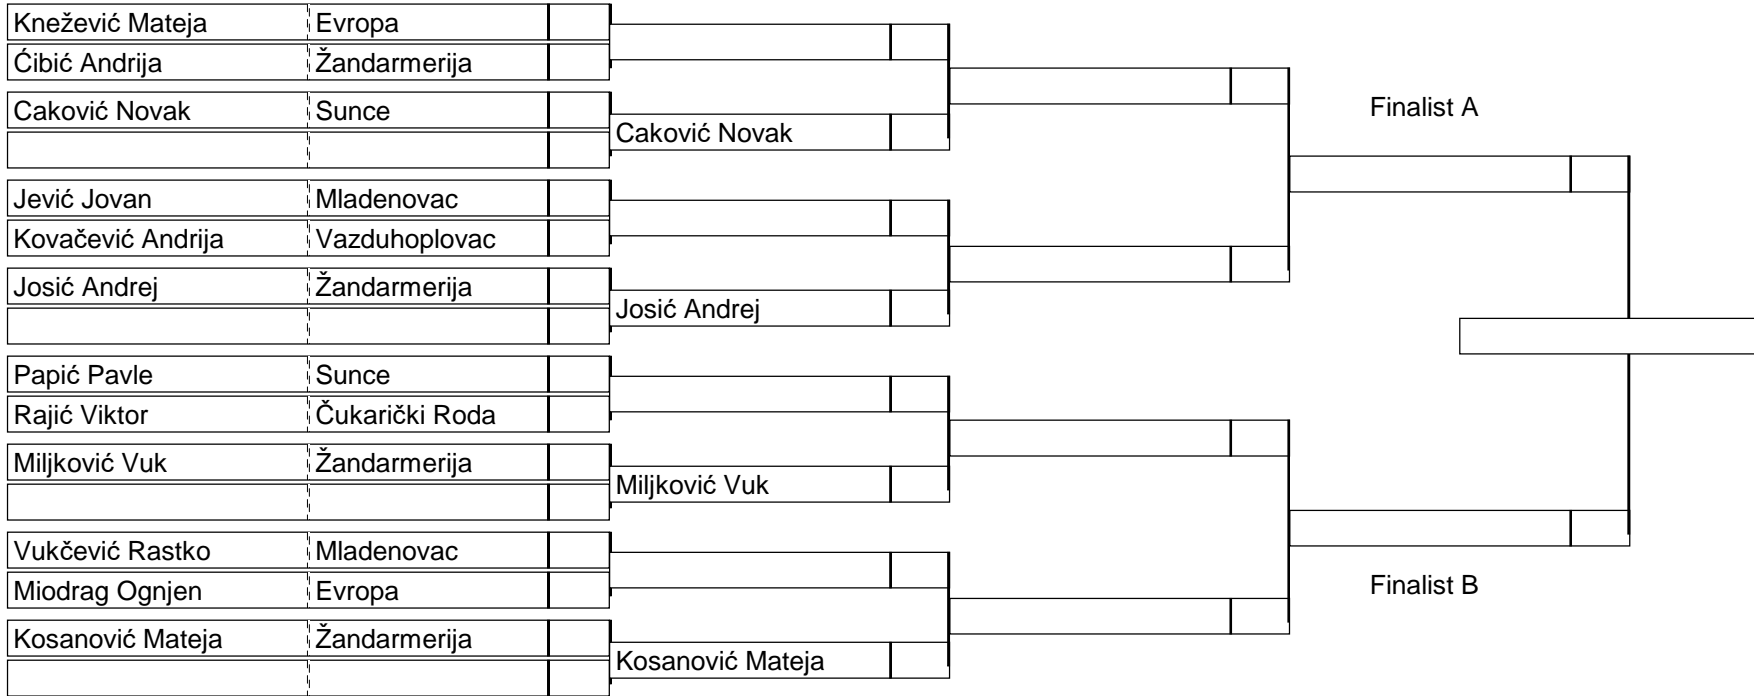 Knežević Mateja Evropa
Ćibić Andrija Žandarmerija
Caković Novak Sunce
Caković Novak
Finalist A
Jević Jovan Mladenovac
Kovačević Andrija Vazduhoplovac
Josić Andrej Žandarmerija
Josić Andrej
Papić Pavle Sunce
Rajić Viktor Čukarički Roda
Miljković Vuk Žandarmerija
Miljković Vuk
Vukčević Rastko Mladenovac
Miodrag Ognjen Evropa
Finalist B
Kosanović Mateja Žandarmerija
Kosanović Mateja